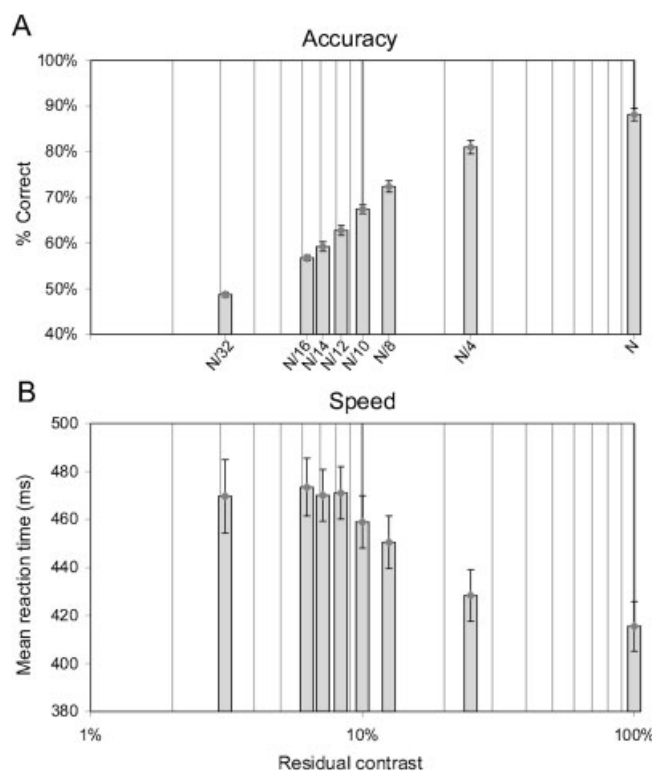 A
Accuracy
100%
90%
80%
70%
60%
50%
40%
% Correct
N/32
N/16
N/14
N/12
N/10
N/8
N/4
N
B
Speed
500
480
460
440
420
400
380
Mean reaction time (ms)
1%
10%
100%
Residual contrast